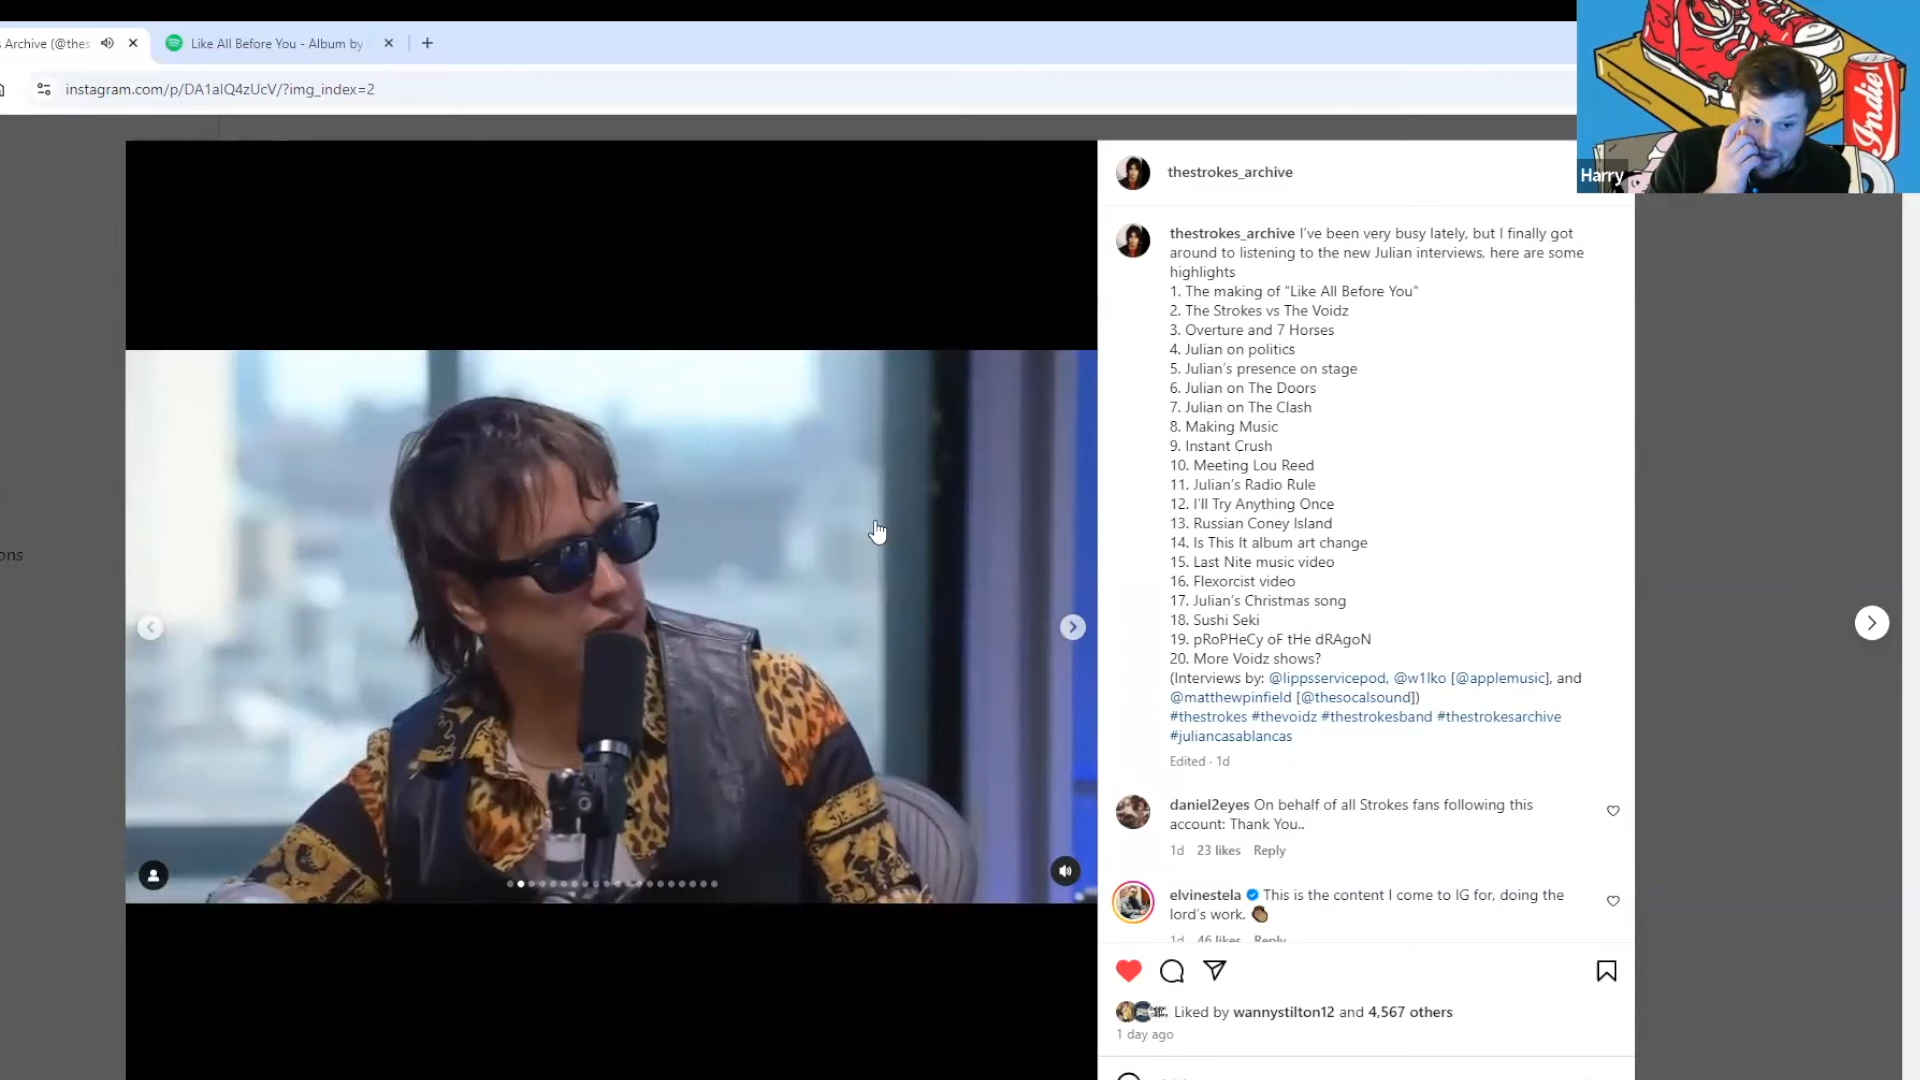 s Archive (@thes
Like All Before You - Album by
instagram.com/p/DA1alQ4zUcV/?img_index=2
Indie
Harry
ons
thestrokes_archive
thestrokes_archive I've been very busy lately, but I finally got
around to listening to the new Julian interviews, here are some
highlights
1. The making of "Like All Before You"
2. The Strokes vs The Voidz
3. Overture and 7 Horses
4. Julian on politics
5. Julian's presence on stage
6. Julian on The Doors
7. Julian on The Clash
8. Making Music
9. Instant Crush
10. Meeting Lou Reed
11. Julian's Radio Rule
12. I'll Try Anything Once
13. Russian Coney Island
14. Is This It album art change
15. Last Nite music video
16. Flexorcist video
17. Julian's Christmas song
18. Sushi Seki
19. pRoPHeCy oF tHe dRAgoN
20. More Voidz shows?
(Interviews by: @lippsservicepod, @w1lko [@applemusic], and
@matthewpinfield [@thesocalsound])
#thestrokes #thevoidz #thestrokesband #thestrokesarchive
#juliancasablancas
Edited · 1d
daniel2eyes On behalf of all Strokes fans following this
account: Thank You..
1d 23 likes Reply
elvinestela This is the content I come to IG for, doing the
lord's work.
1d 46 likes Reply
Liked by wannystilton12 and 4,567 others
1 day ago